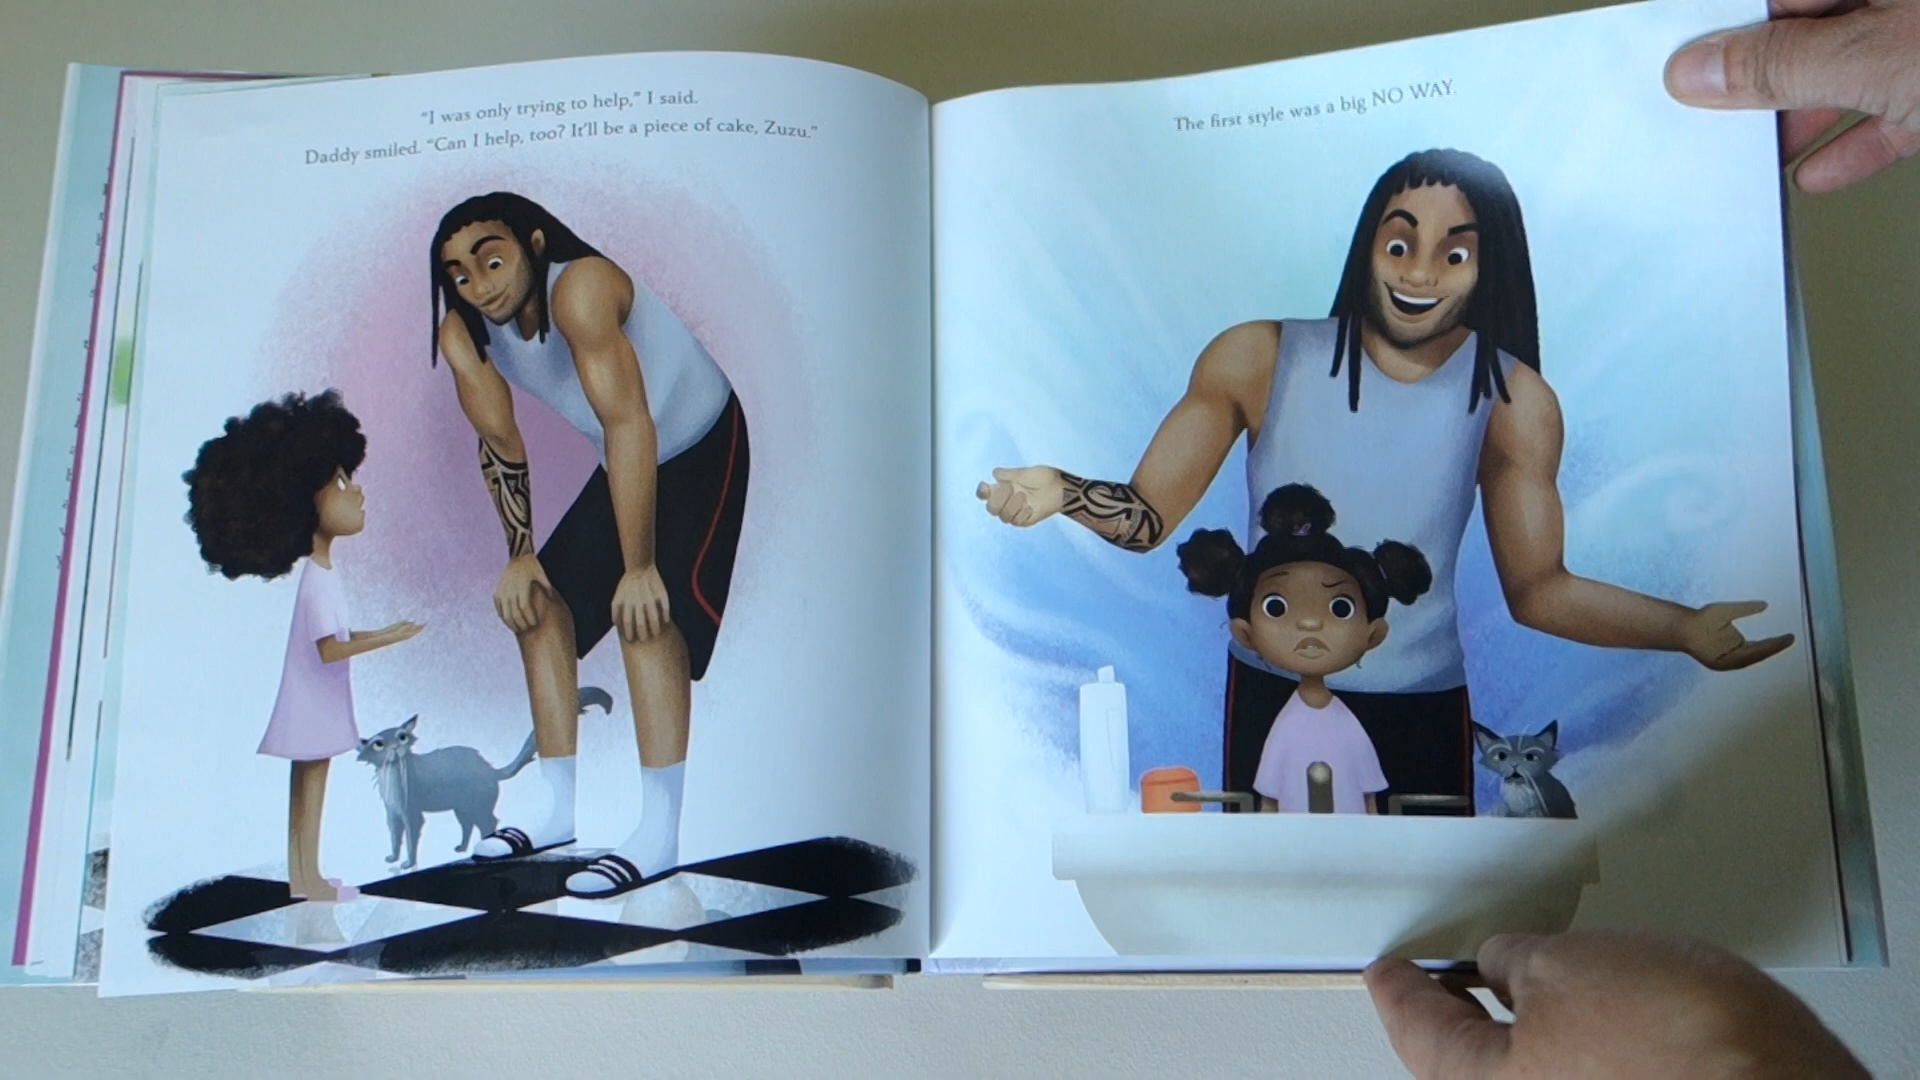 “I was only trying to help,” I said.
Daddy smiled. “Can I help, too? It’ll be a piece of cake, Zuzu.”
The first style was a big NO WAY.